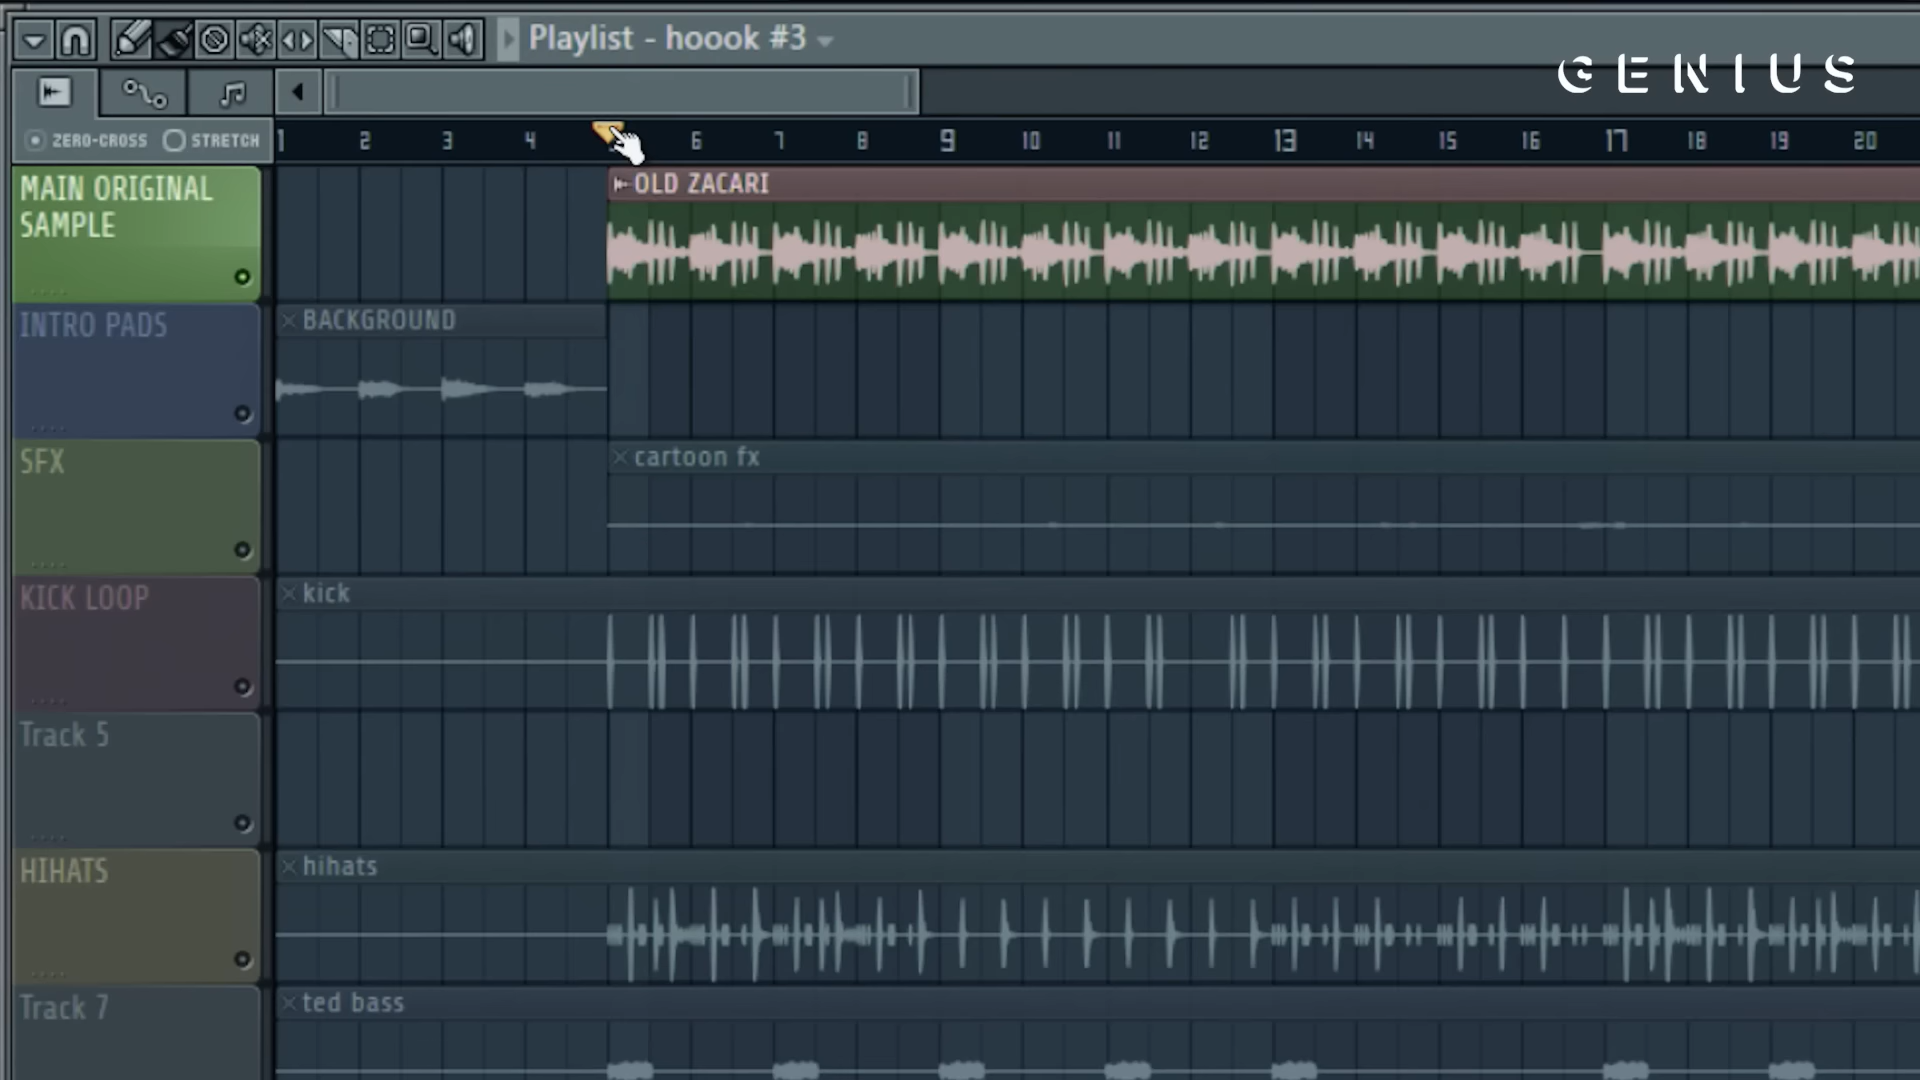 Playlist - hoook #3
GENIUS
ZERO-CROSS STRETCH
1 2 3 4 6 7 8 9 10 11 12 13 14 15 16 17 18 19 20
MAIN ORIGINAL
SAMPLE
OLD ZACARI
INTRO PADS
BACKGROUND
SFX
cartoon fx
KICK LOOP
kick
Track 5
HIHATS
hihats
Track 7
ted bass